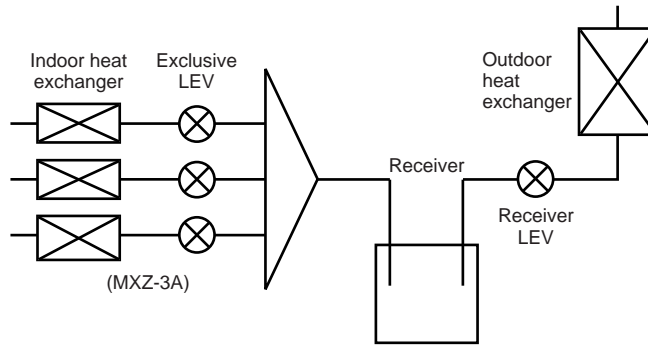 Indoor heat
exchanger
Exclusive
LEV
Outdoor
heat
exchanger
Receiver
Receiver
LEV
(MXZ-3A)